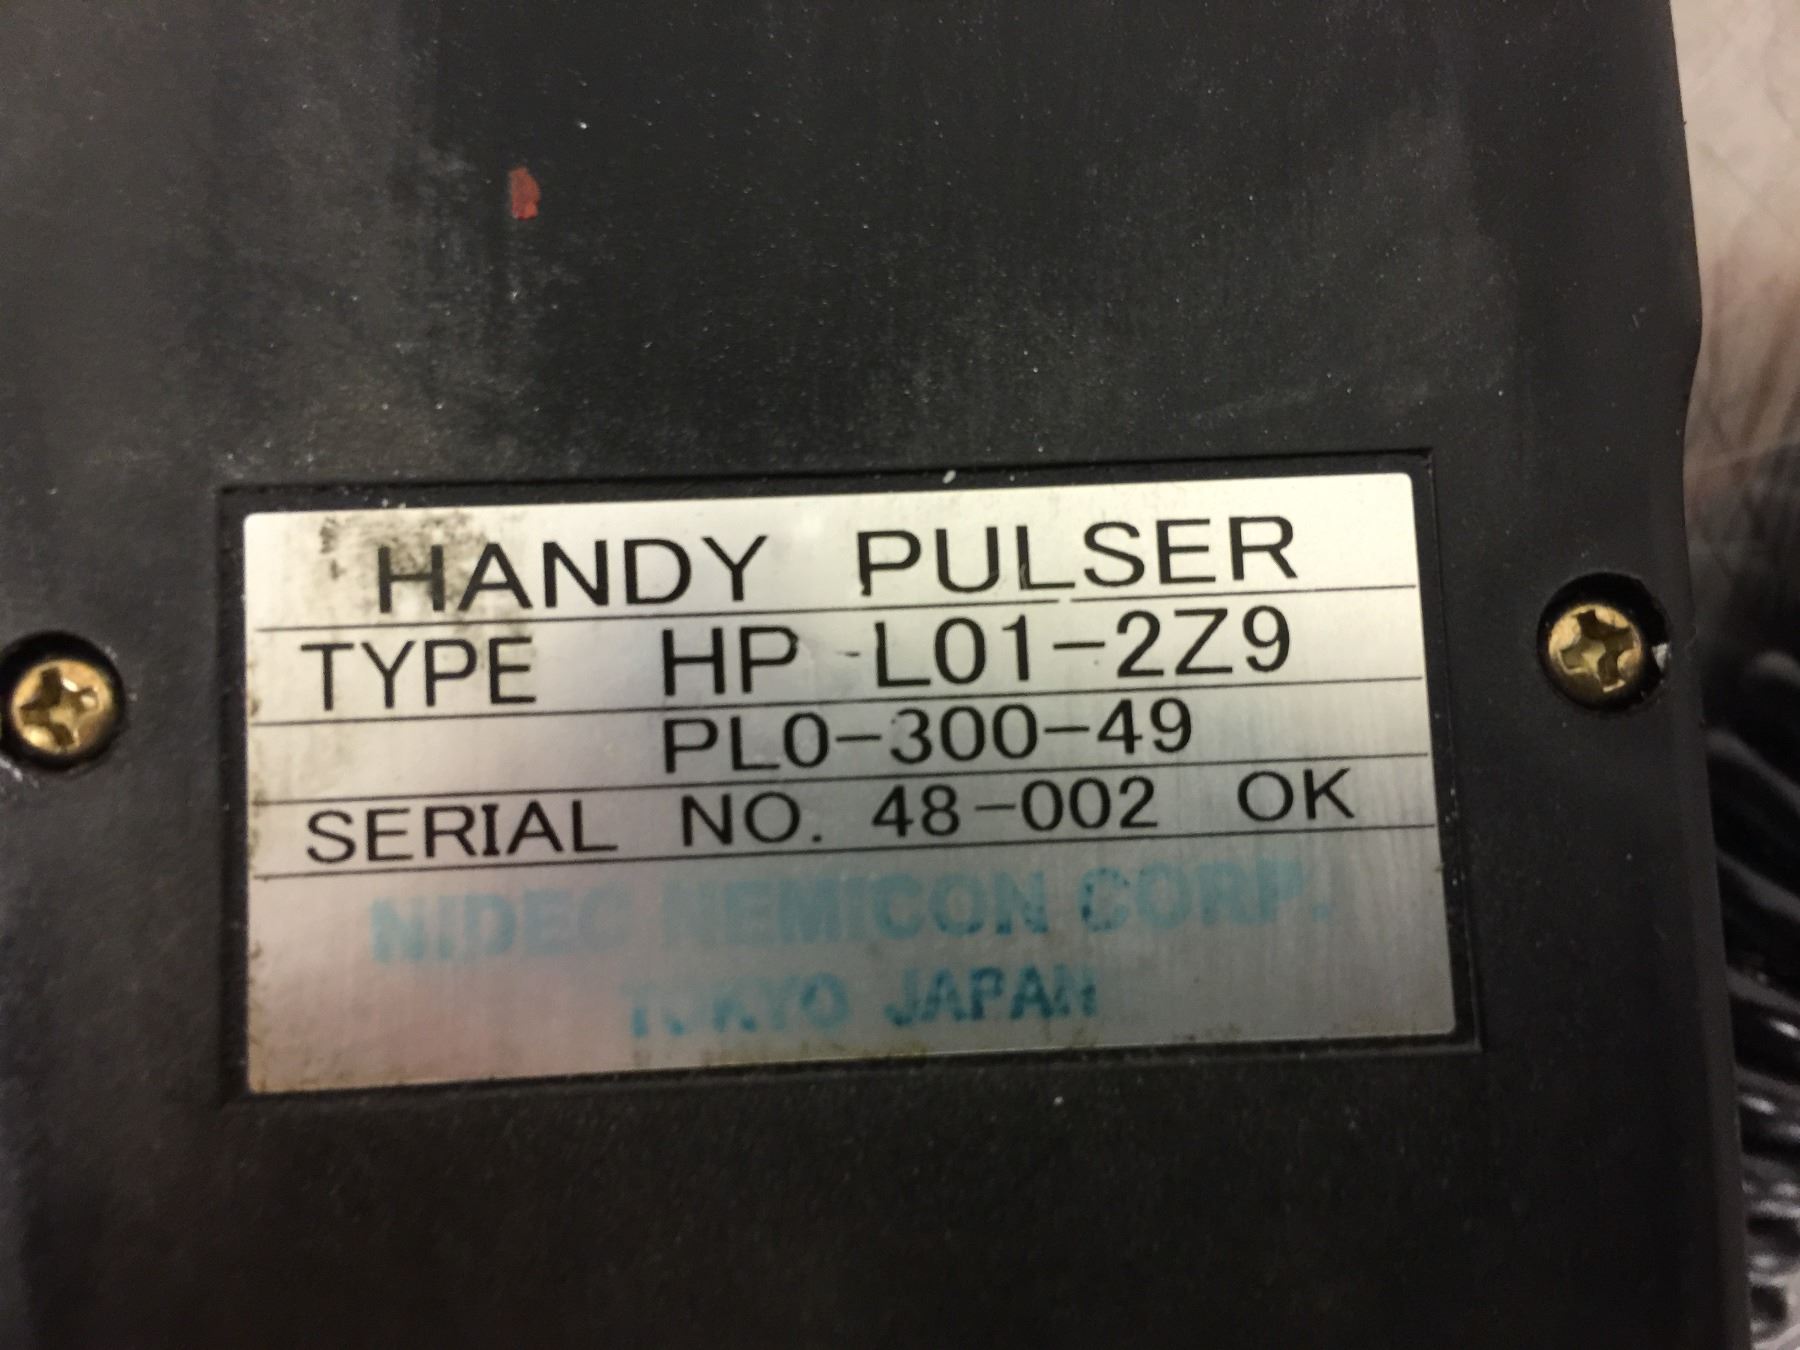 HANDY PULSER
TYPE HP -L01-2Z9
PL0-300-49
SERIAL NO. 48-002 OK
NIDEC NEMICON CORP.
TOKYO JAPAN